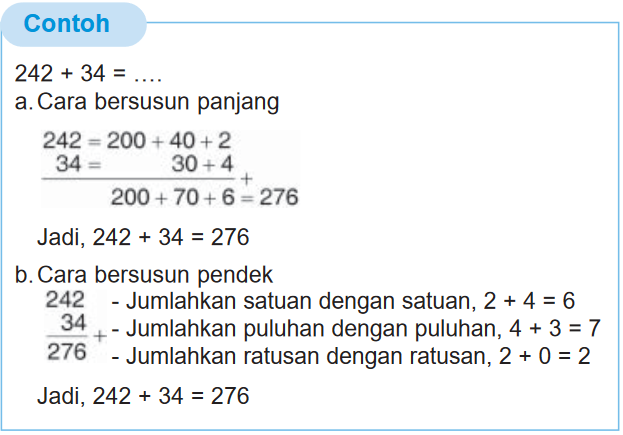 Contoh
242 + 34 = ....
a. Cara bersusun panjang
242 = 200 + 40 + 2
34 = 30 + 4
+
200 + 70 + 6 = 276
Jadi, 242 + 34 = 276
b. Cara bersusun pendek
242 - Jumlahkan satuan dengan satuan, 2 + 4 = 6
34 + - Jumlahkan puluhan dengan puluhan, 4 + 3 = 7
276 - Jumlahkan ratusan dengan ratusan, 2 + 0 = 2
Jadi, 242 + 34 = 276